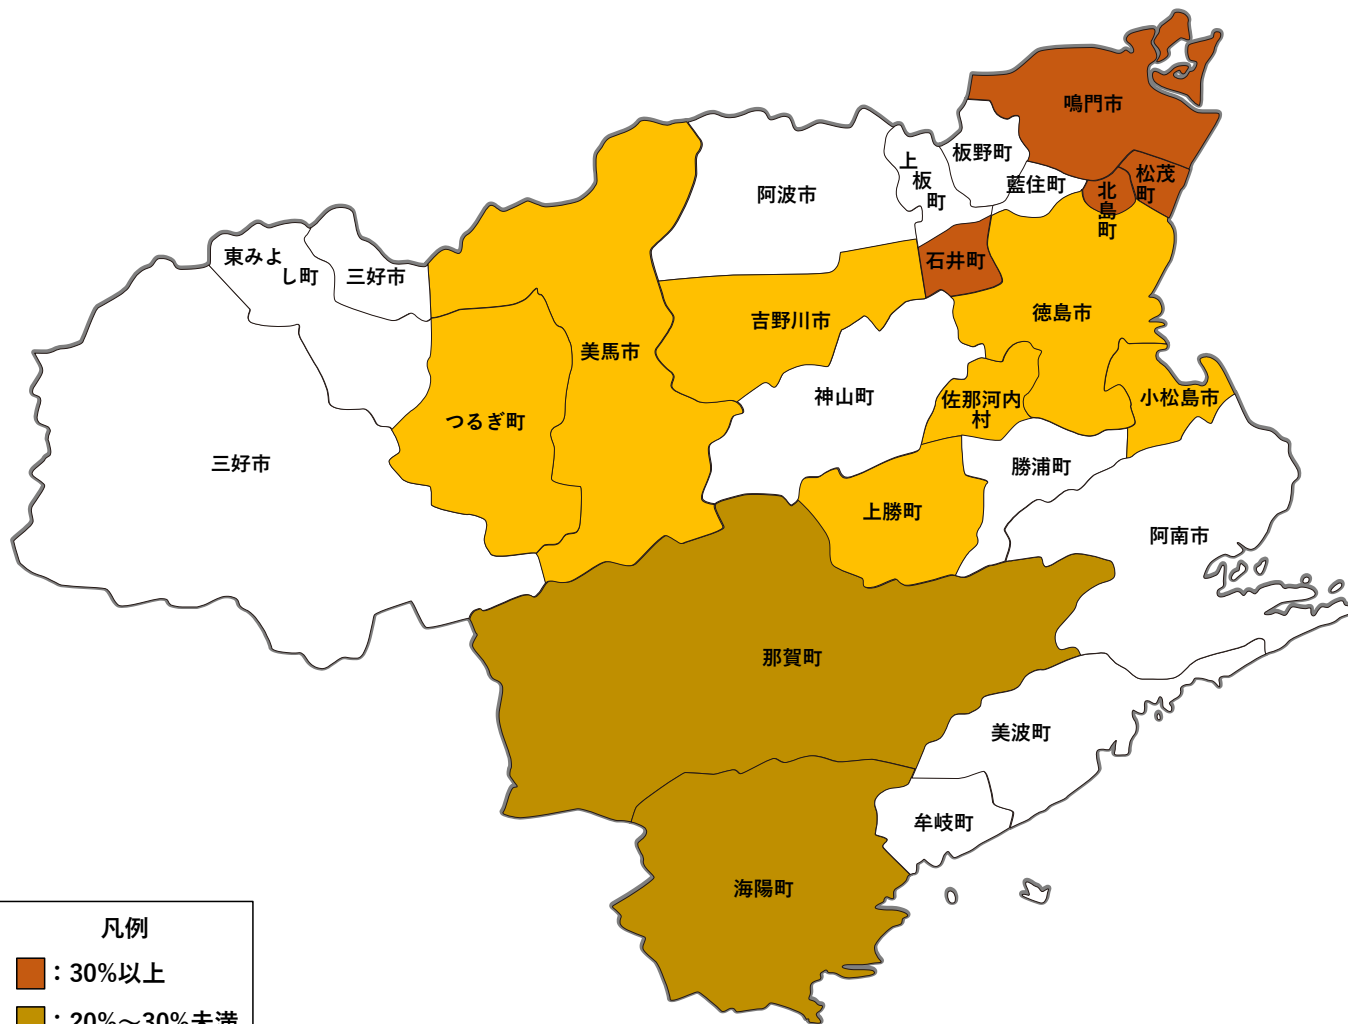 鳴門市
板野町
上板町
藍住町
北島町
松茂町
阿波市
石井町
東みよし町
三好市
吉野川市
徳島市
美馬市
つるぎ町
神山町
佐那河内村
小松島市
三好市
勝浦町
上勝町
阿南市
那賀町
美波町
牟岐町
海陽町
凡例
：30%以上
：20%～30%未満